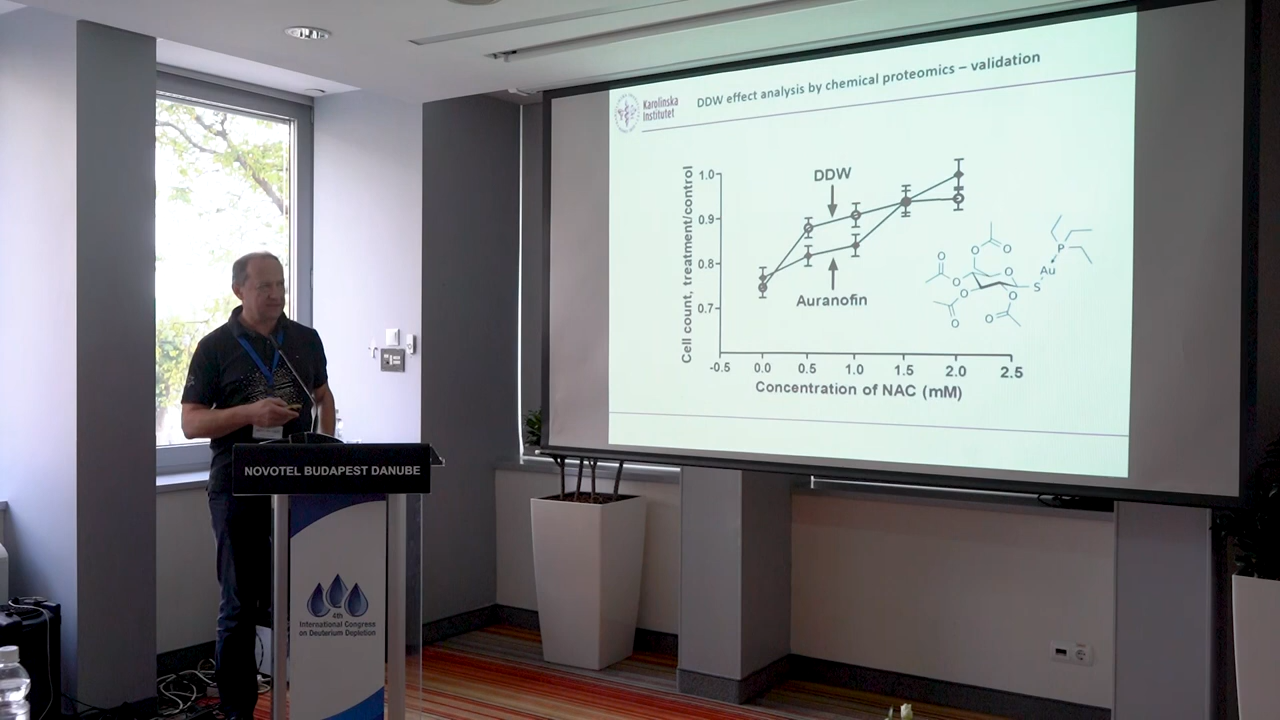 DDW effect analysis by chemical proteomics – validation
Karolinska
Institutet
Cell count, treatment/control
1.0
0.9
0.8
0.7
DDW
Auranofin
-0.5
0.0
0.5
1.0
1.5
2.0
2.5
Concentration of NAC (mM)
O
O
O
O
O
O
O
O
O
S
Au
P
NOVOTEL BUDAPEST DANUBE
4th
International Congress
on Deuterium Depletion